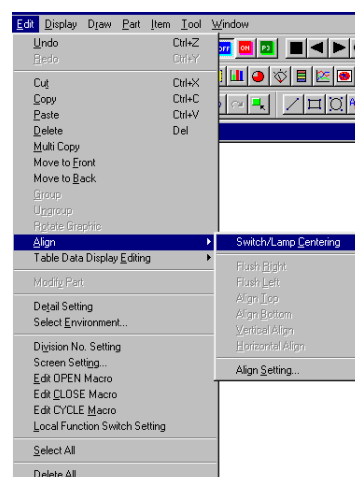 Edit Display Draw Part Item Tool Window
Undo Ctrl+Z
Redo Ctrl+Y
OFF ON P3
Cut Ctrl+X
Copy Ctrl+C
Paste Ctrl+V
Delete Del
Multi Copy
Move to Front
Move to Back
Group
Ungroup
Rotate Graphic
Align
Switch/Lamp Centering
Table Data Display Editing
Flush Right
Modify Part
Flush Left
Align Top
Detail Setting
Align Bottom
Select Environment...
Vertical Align
Horizontal Align
Division No. Setting
Screen Setting...
Align Setting...
Edit OPEN Macro
Edit CLOSE Macro
Edit CYCLE Macro
Local Function Switch Setting
Select All
Delete All